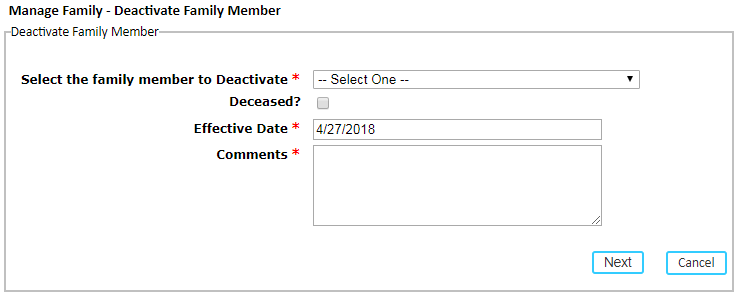 Manage Family - Deactivate Family Member
Deactivate Family Member
Select the family member to Deactivate * -- Select One --
Deceased?
Effective Date * 4/27/2018
Comments *
Next Cancel